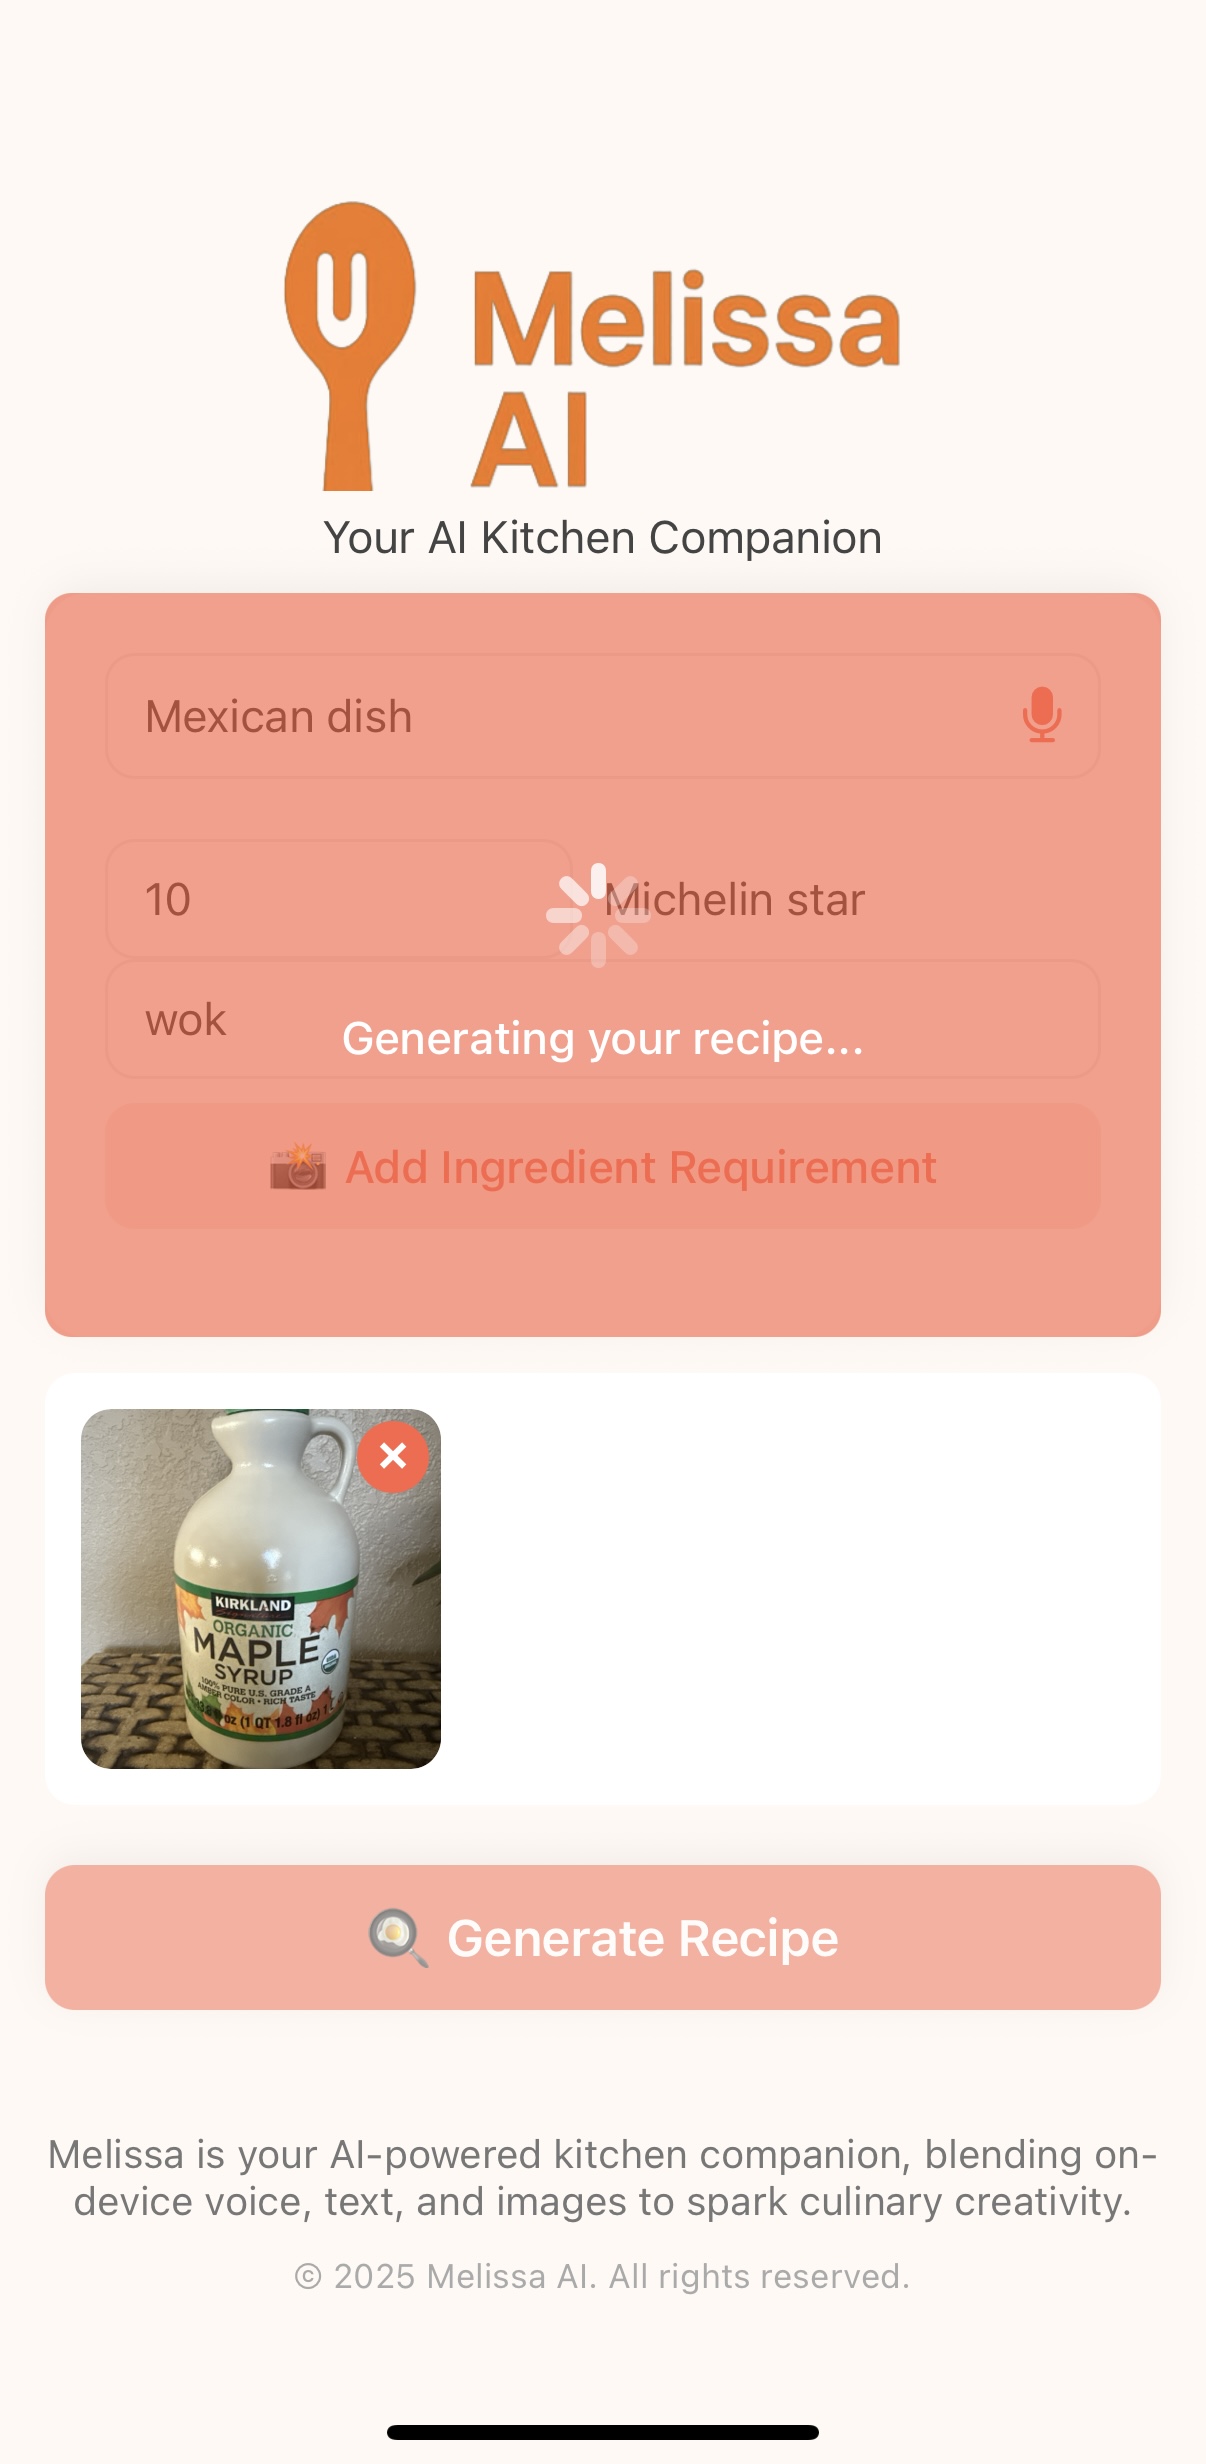 Melissa
AI
Your AI Kitchen Companion
Mexican dish
10
Michelin star
wok
Generating your recipe...
Add Ingredient Requirement
KIRKLAND
Signature
ORGANIC
MAPLE
SYRUP
100% PURE U.S. GRADE A
AMBER COLOR • RICH TASTE
oz (1 QT 1.8 fl oz) 1
Generate Recipe
Melissa is your AI-powered kitchen companion, blending on-
device voice, text, and images to spark culinary creativity.
© 2025 Melissa AI. All rights reserved.